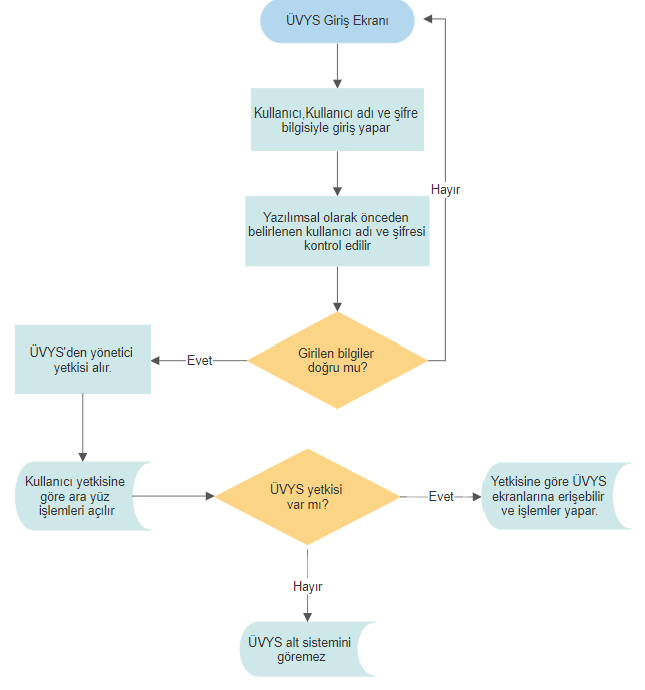 ÜVYS Giriş Ekranı
Kullanıcı,Kullanıcı adı ve şifre
bilgisiyle giriş yapar
Hayır
Yazılımsal olarak önceden
belirlenen kullanıcı adı ve şifresi
kontrol edilir
Girilen bilgiler
doğru mu?
Evet
ÜVYS'den yönetici
yetkisi alır.
Kullanıcı yetkisine
göre ara yüz
işlemleri açılır
ÜVYS yetkisi
var mı?
Evet
Yetkisine göre ÜVYS
ekranlarına erişebilir
ve işlemler yapar.
Hayır
ÜVYS alt sistemini
göremez